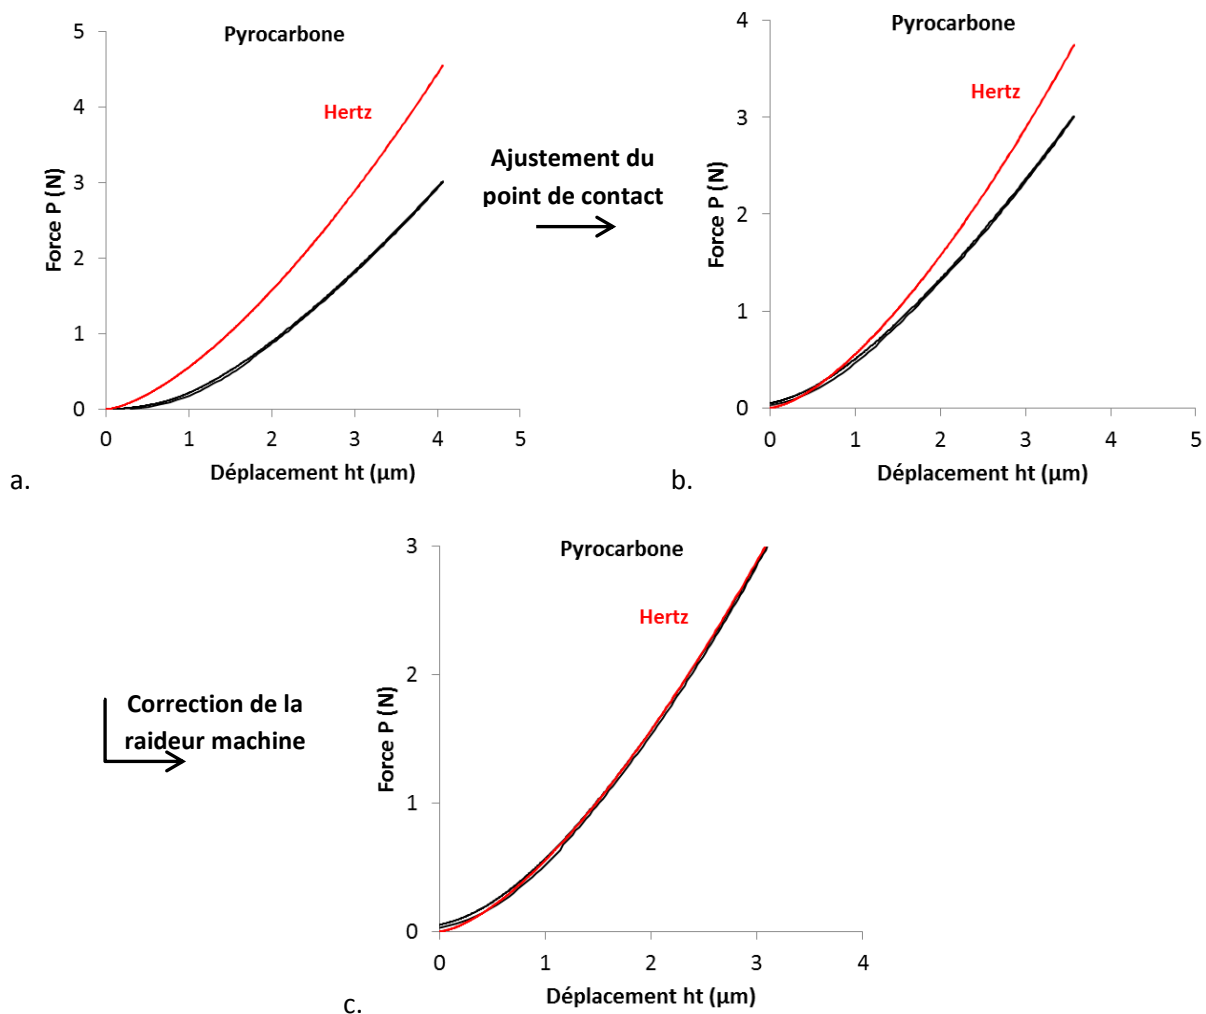 Pyrocarbone
Hertz
Force P (N)
5
4
3
2
1
0
0 1 2 3 4 5
Déplacement ht (µm)
a.
Ajustement du
point de contact
Pyrocarbone
Hertz
Force P (N)
4
3
2
1
0
0 1 2 3 4 5
Déplacement ht (µm)
b.
Correction de la
raideur machine
Pyrocarbone
Hertz
Force P (N)
3
2
1
0
0 1 2 3 4
Déplacement ht (µm)
c.